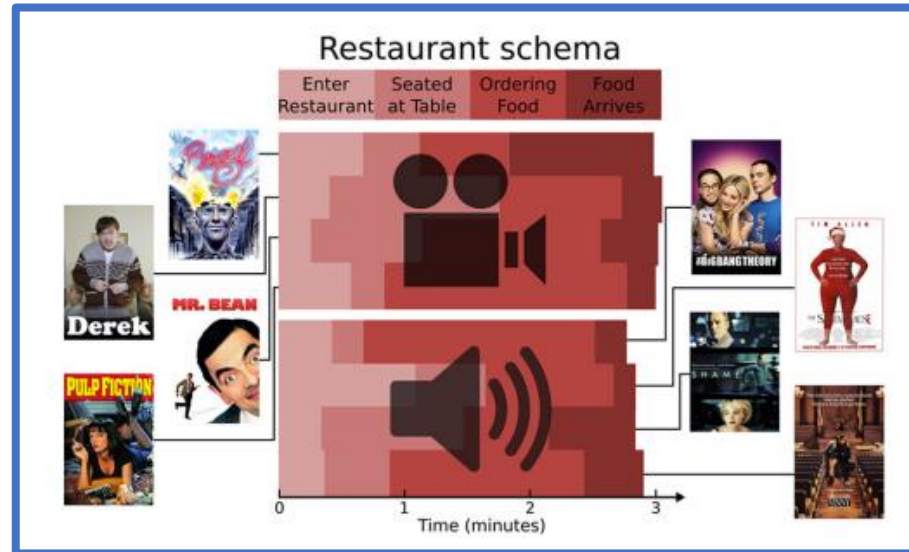 Restaurant schema
Enter Restaurant
Seated at Table
Ordering Food
Food Arrives
Brazil
Derek
MR. BEAN
PULP FICTION
#BIGBANGTHEORY
TIM ALLEN
SHAME
0 1 2 3
Time (minutes)